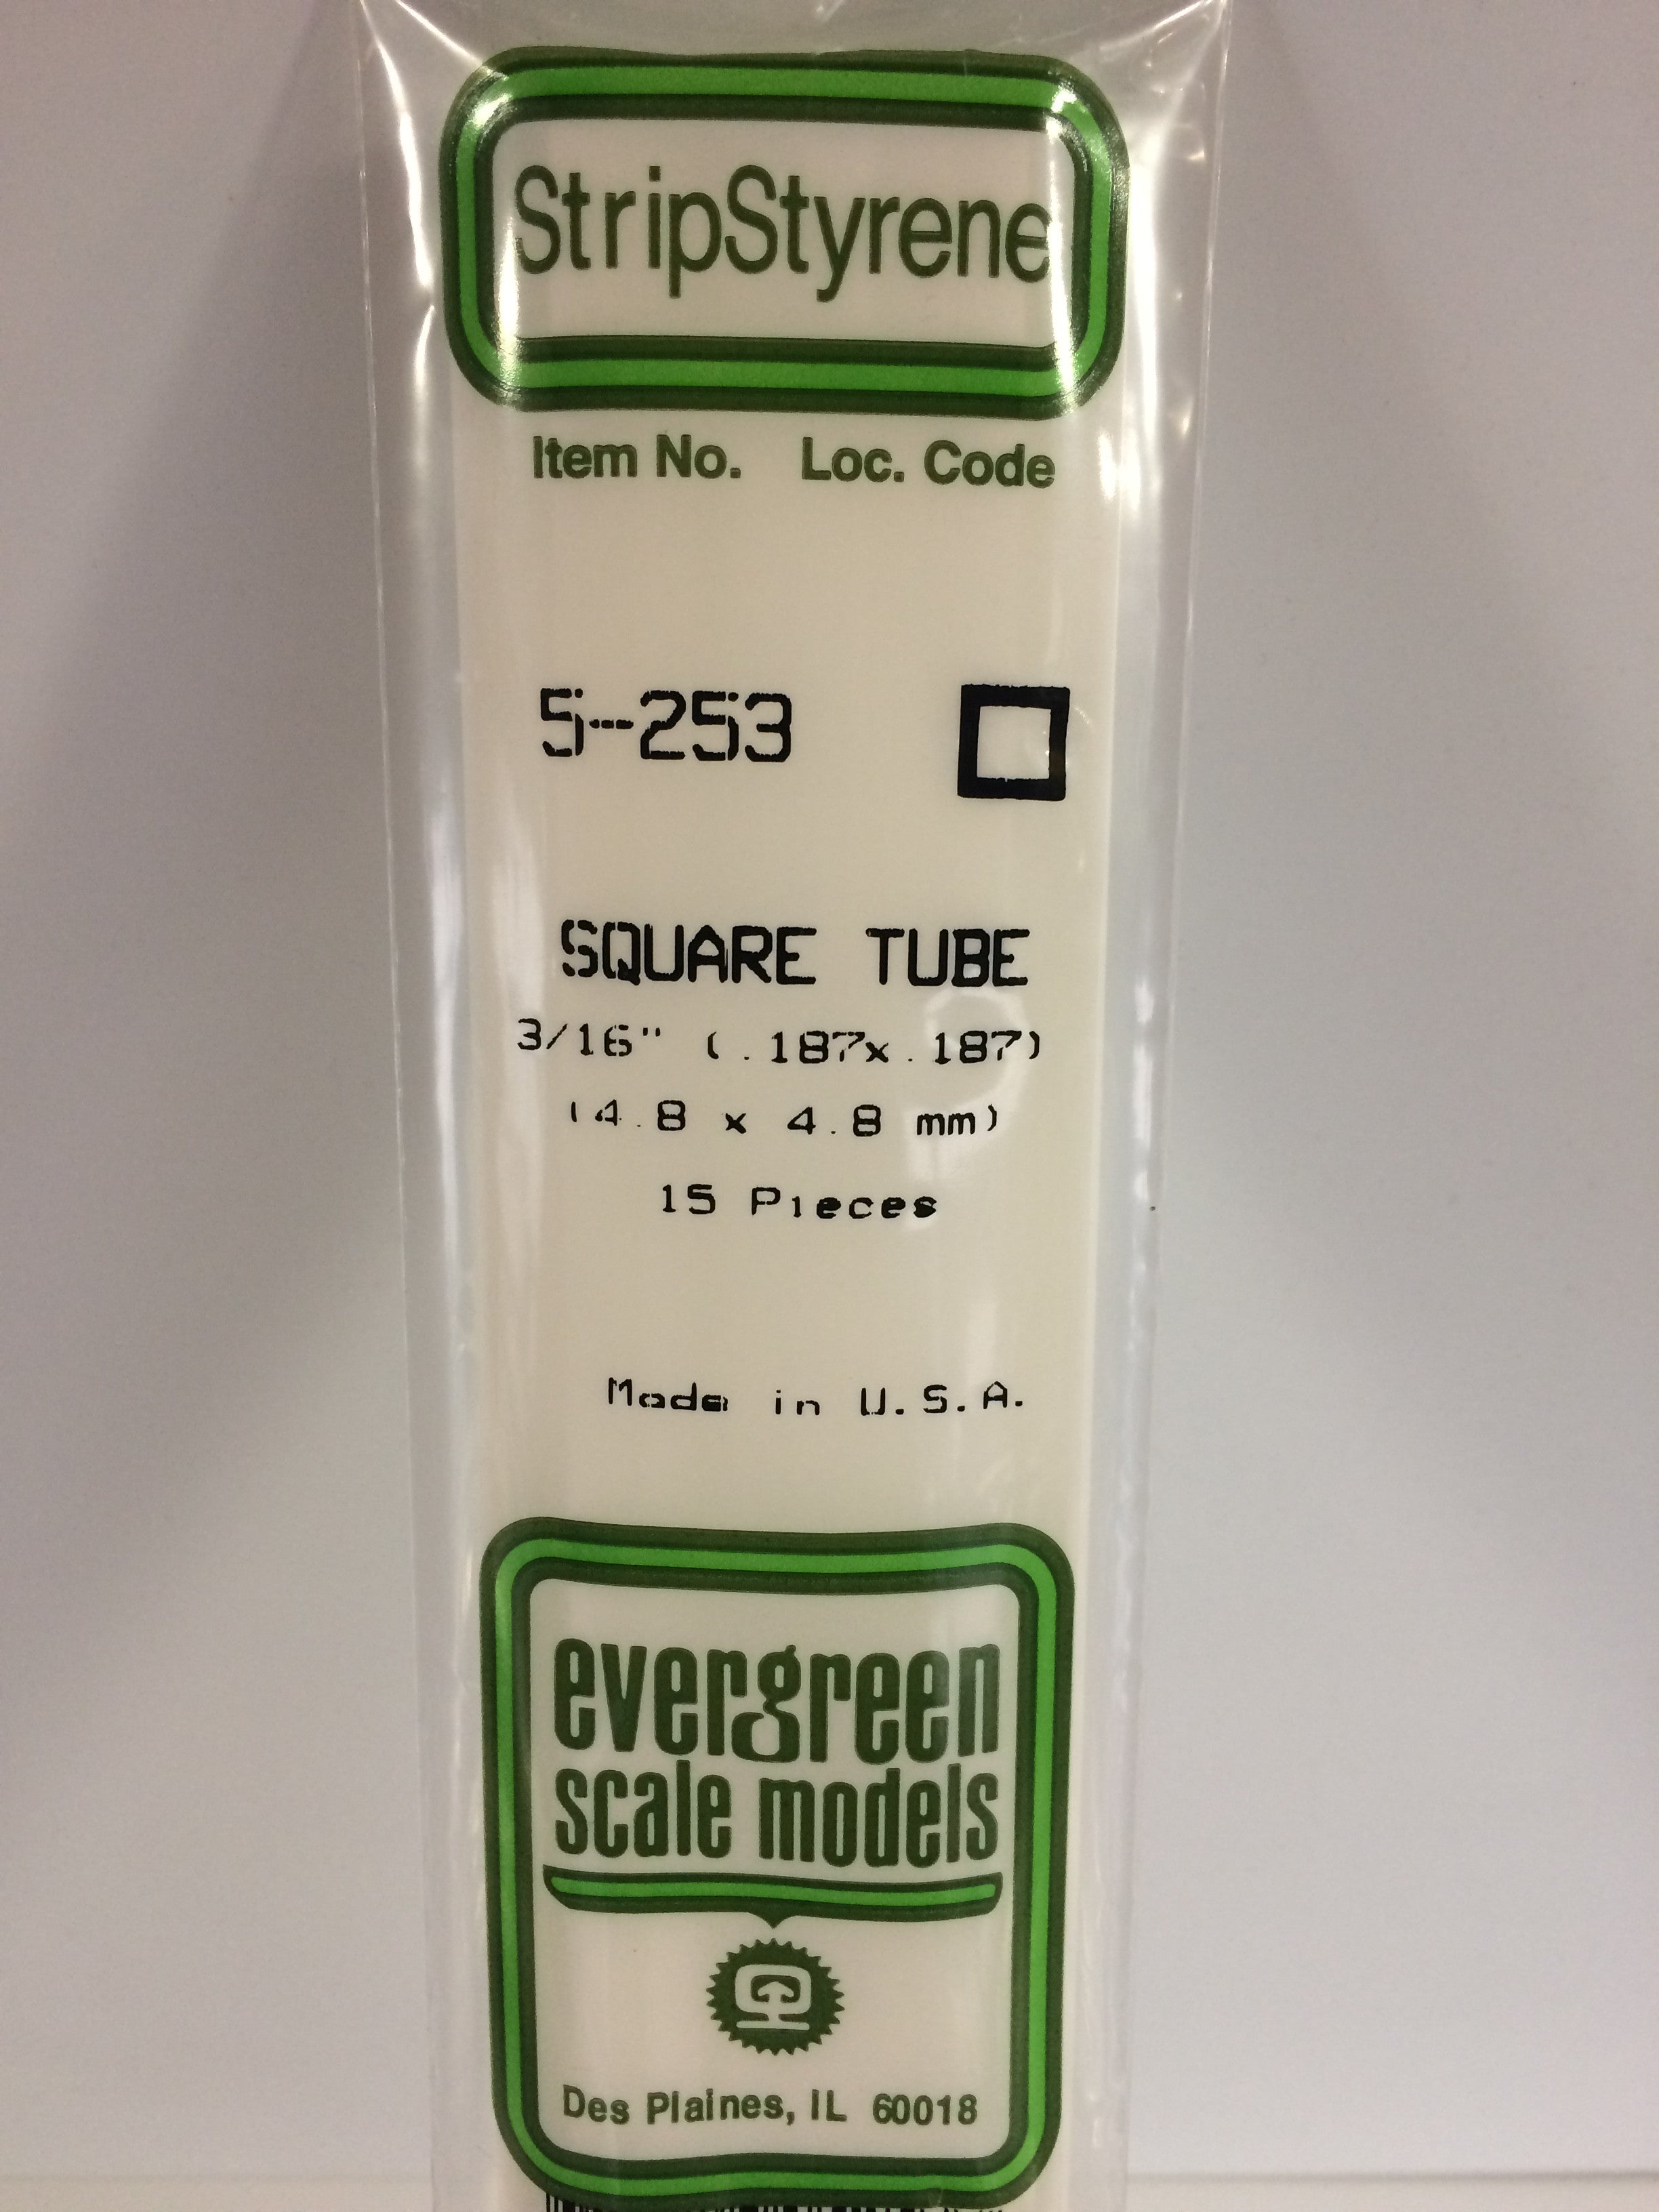 StripStyrene
Item No. Loc. Code
5-253
SQUARE TUBE
3/16" (.187x.187)
(4.8 x 4.8 mm)
15 Pieces
Made in U.S.A.
evergreen
scale models
Des Plaines, IL 60018